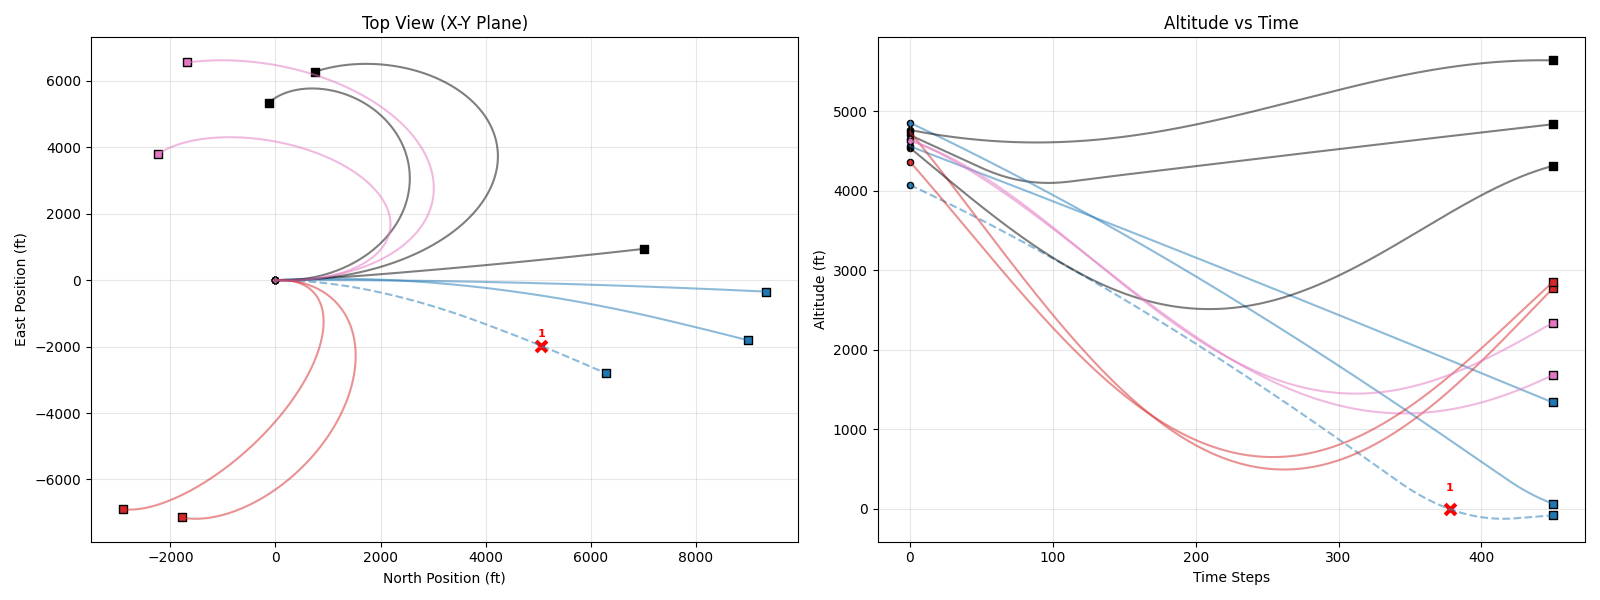 Top View (X-Y Plane)
East Position (ft)
6000
4000
2000
0
−2000
−4000
−6000
1
−2000 0 2000 4000 6000 8000
North Position (ft)
Altitude vs Time
Altitude (ft)
5000
4000
3000
2000
1000
0
1
0 100 200 300 400
Time Steps